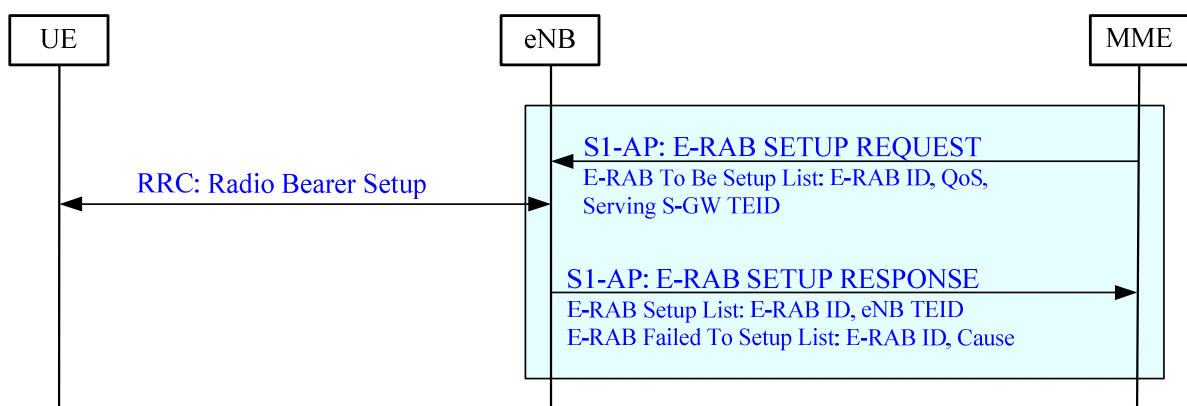 UE
eNB
MME
S1-AP: E-RAB SETUP REQUEST
E-RAB To Be Setup List: E-RAB ID, QoS,
Serving S-GW TEID
RRC: Radio Bearer Setup
S1-AP: E-RAB SETUP RESPONSE
E-RAB Setup List: E-RAB ID, eNB TEID
E-RAB Failed To Setup List: E-RAB ID, Cause